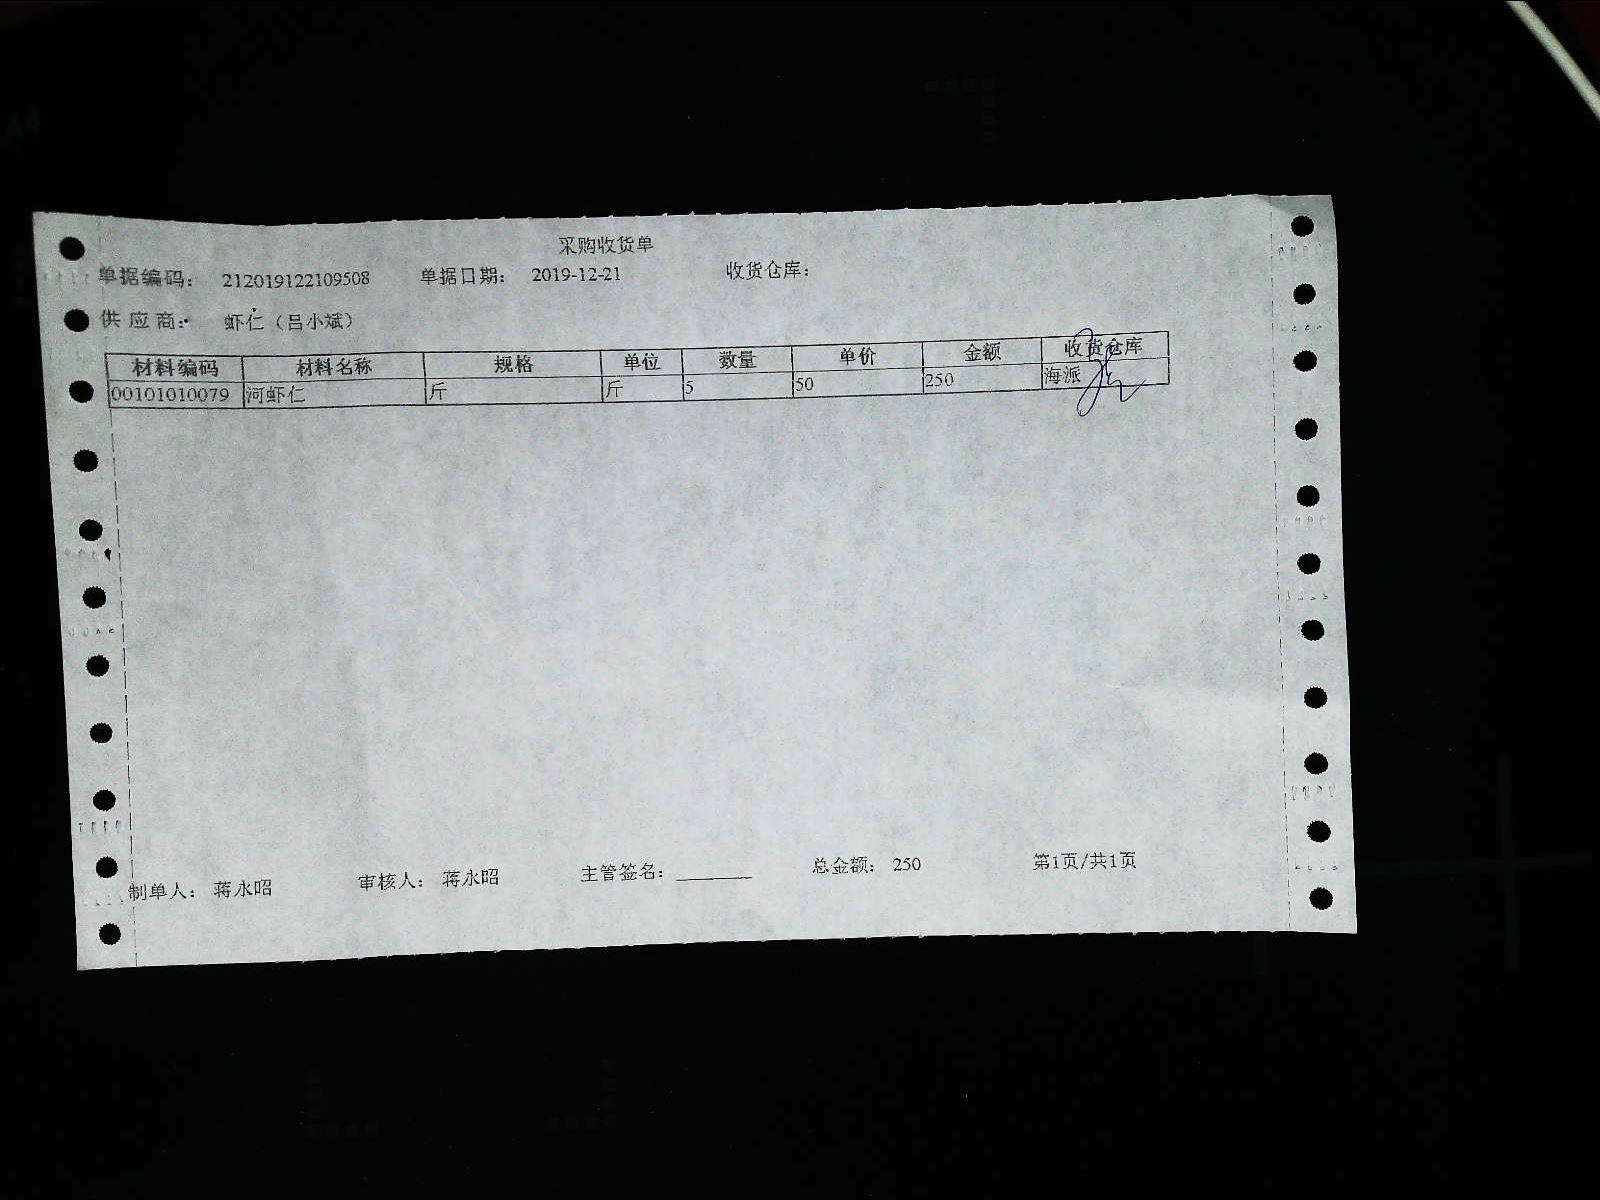 采购收货单
单据编码： 212019122109508 单据日期： 2019-12-21 收货仓库：
供 应 商： 虾仁（吕小斌）
材料编码 材料名称 规格 单位 数量 单价 金额 收货仓库
00101010079 河虾仁 斤 斤 5 50 250 海派
制单人： 蒋永昭 审核人： 蒋永昭 主管签名： 总金额： 250 第1页/共1页